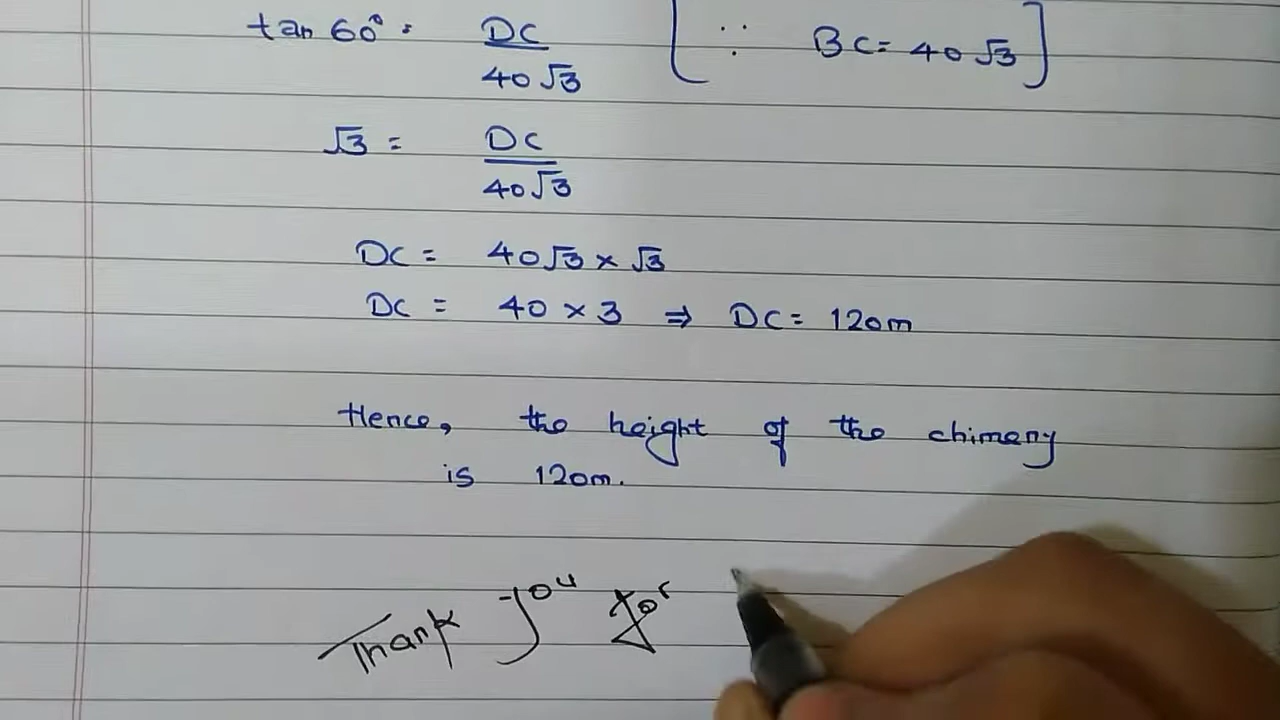 tan 60° = DC/40√3 [∵ BC = 40√3]
√3 = DC/40√3
DC = 40√3 × √3
DC = 40 × 3 ⇒ DC = 120m
Hence, the height of the chimeny
is 120m.
Thank you for